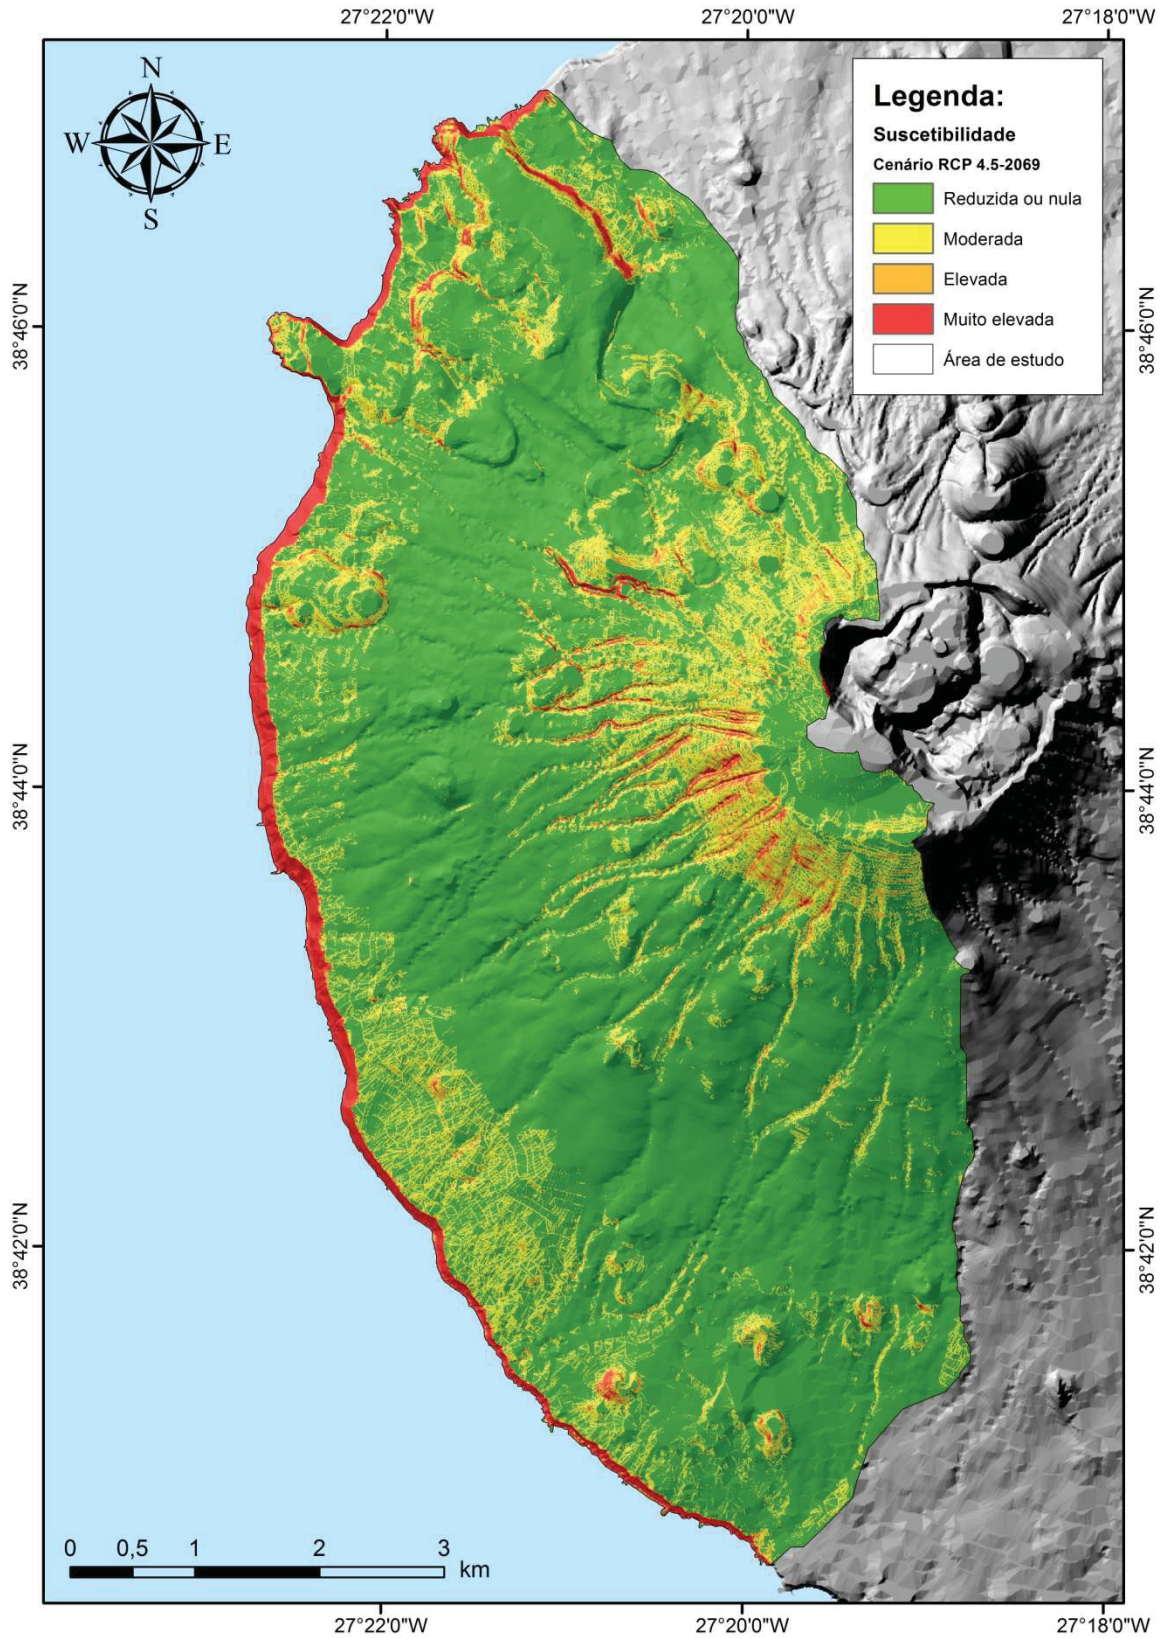 27°22'0"W
27°20'0"W
27°18'0"W
N
W
E
S
Legenda:
Suscetibilidade
Cenário RCP 4.5-2069
Reduzida ou nula
Moderada
Elevada
Muito elevada
Área de estudo
38°46'0"N
38°46'0"N
38°44'0"N
38°44'0"N
38°42'0"N
38°42'0"N
0
0,5
1
2
3
km
27°22'0"W
27°20'0"W
27°18'0"W